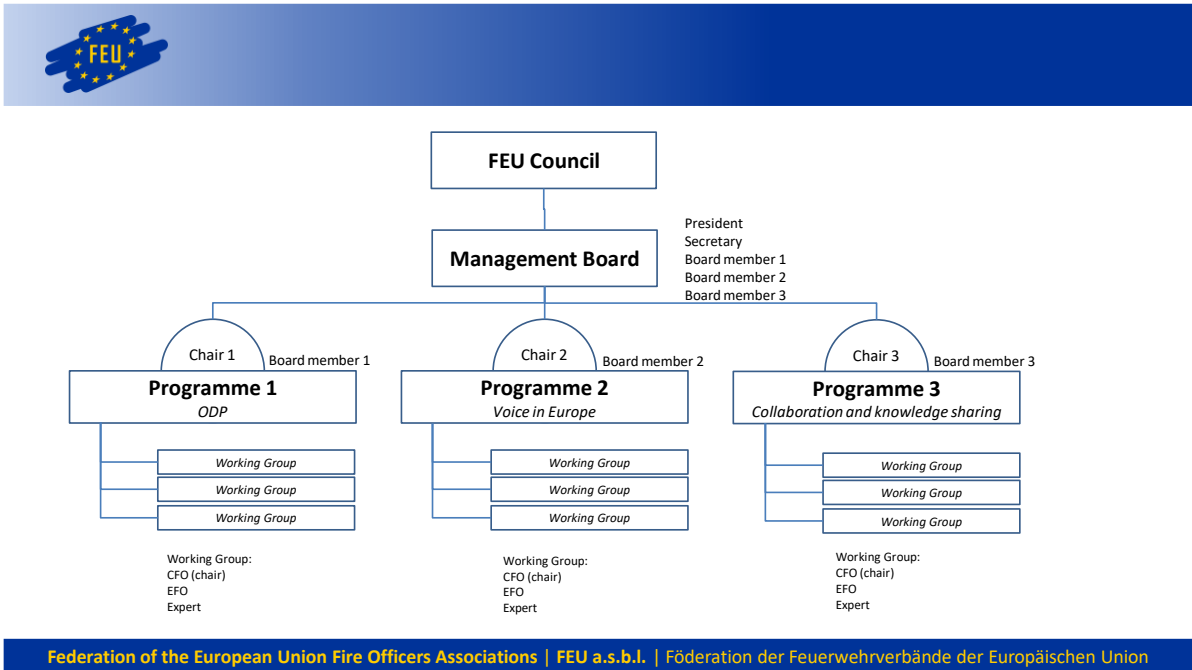 FEU
FEU Council
Management Board
President
Secretary
Board member 1
Board member 2
Board member 3
Chair 1
Board member 1
Programme 1
ODP
Working Group
Working Group
Working Group
Working Group:
CFO (chair)
EFO
Expert
Chair 2
Board member 2
Programme 2
Voice in Europe
Working Group
Working Group
Working Group
Working Group:
CFO (chair)
EFO
Expert
Chair 3
Board member 3
Programme 3
Collaboration and knowledge sharing
Working Group
Working Group
Working Group
Working Group:
CFO (chair)
EFO
Expert
Federation of the European Union Fire Officers Associations | FEU a.s.b.l. | Föderation der Feuerwehrverbände der Europäischen Union